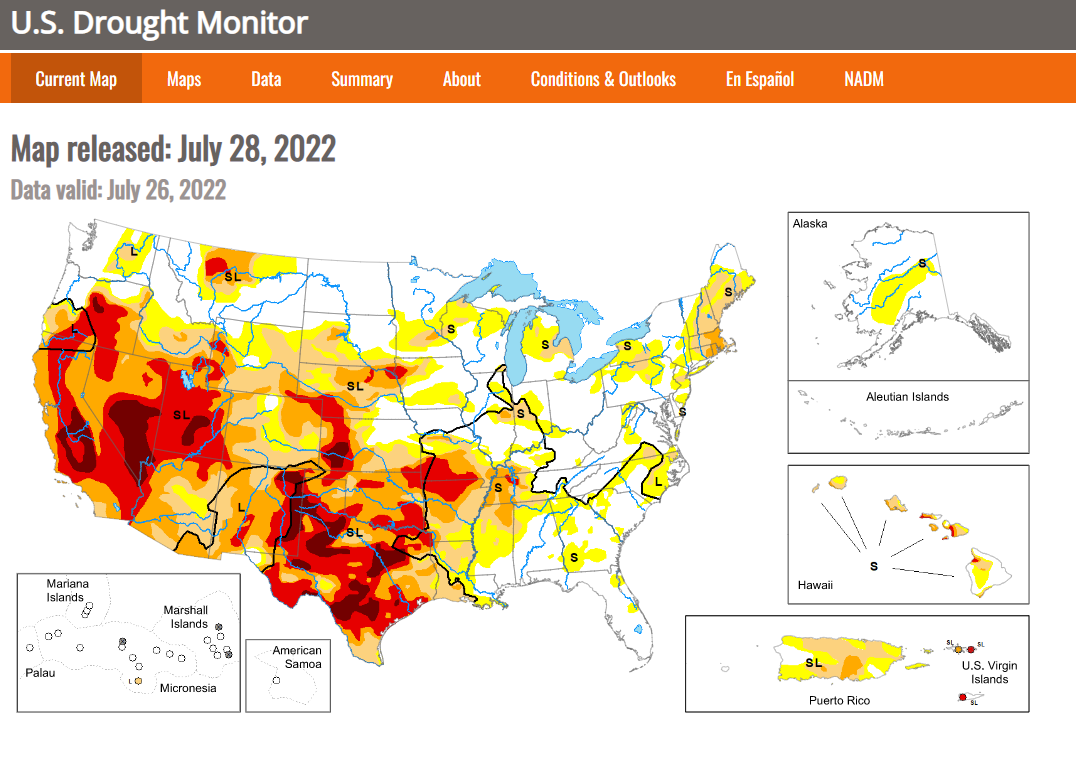 U.S. Drought Monitor
Current Map Maps Data Summary About Conditions & Outlooks En Español NADM
Map released: July 28, 2022
Data valid: July 26, 2022
Alaska
S
Aleutian Islands
L
SL
L
S
S
S
S
SL
SL
S
S
L
S
L
SL
S
S
Hawaii
Mariana
Islands
Marshall
Islands
Palau
L
Micronesia
American
Samoa
SL
Puerto Rico
SL
SL
U.S. Virgin
Islands
SL